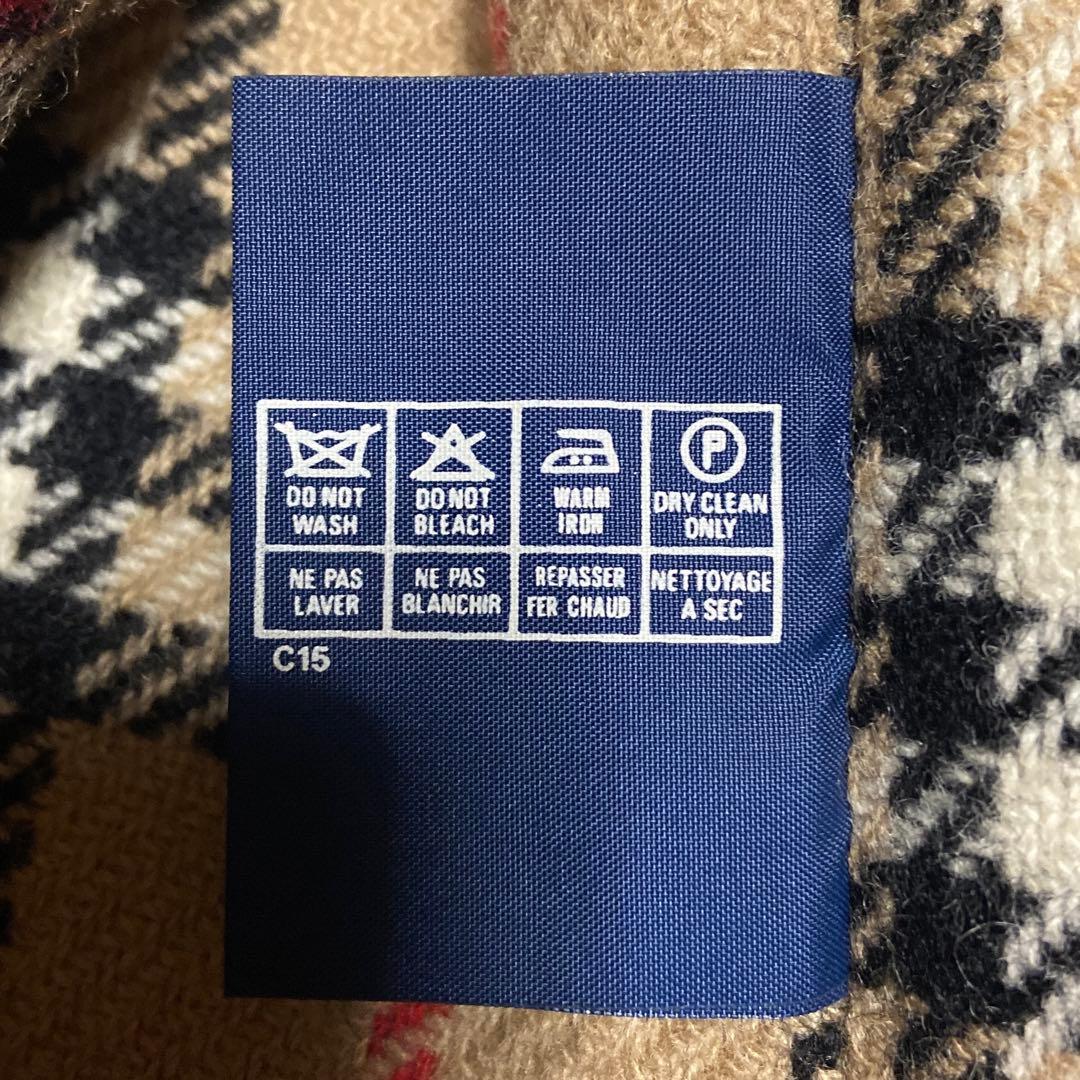 DO NOT
WASH
DO NOT
BLEACH
WARM
IRON
P
DRY CLEAN
ONLY
NE PAS
LAVER
NE PAS
BLANCHIR
REPASSER
FER CHAUD
NETTOYAGE
A SEC
C15